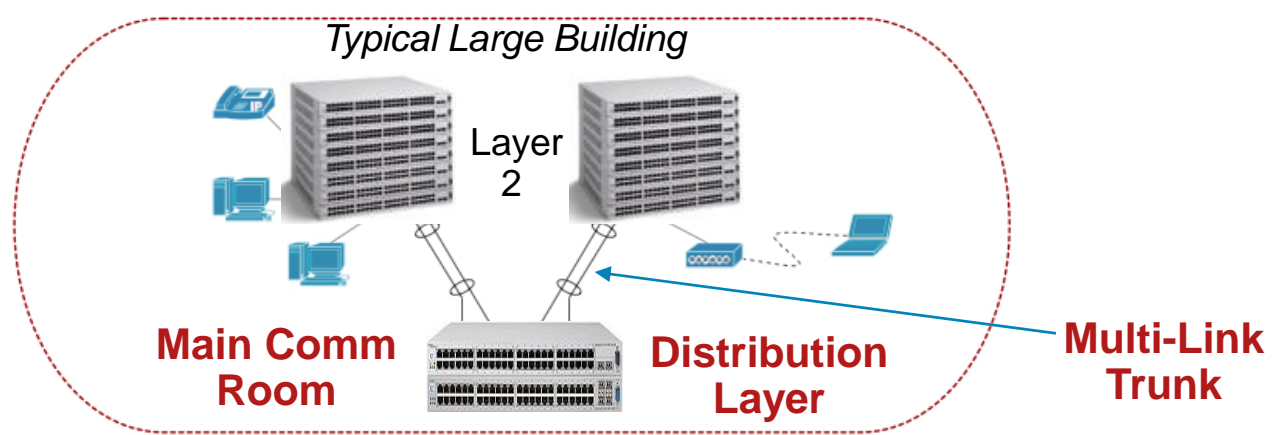 Typical Large Building
IP
Layer
2
Main Comm
Room
Distribution
Layer
Multi-Link
Trunk